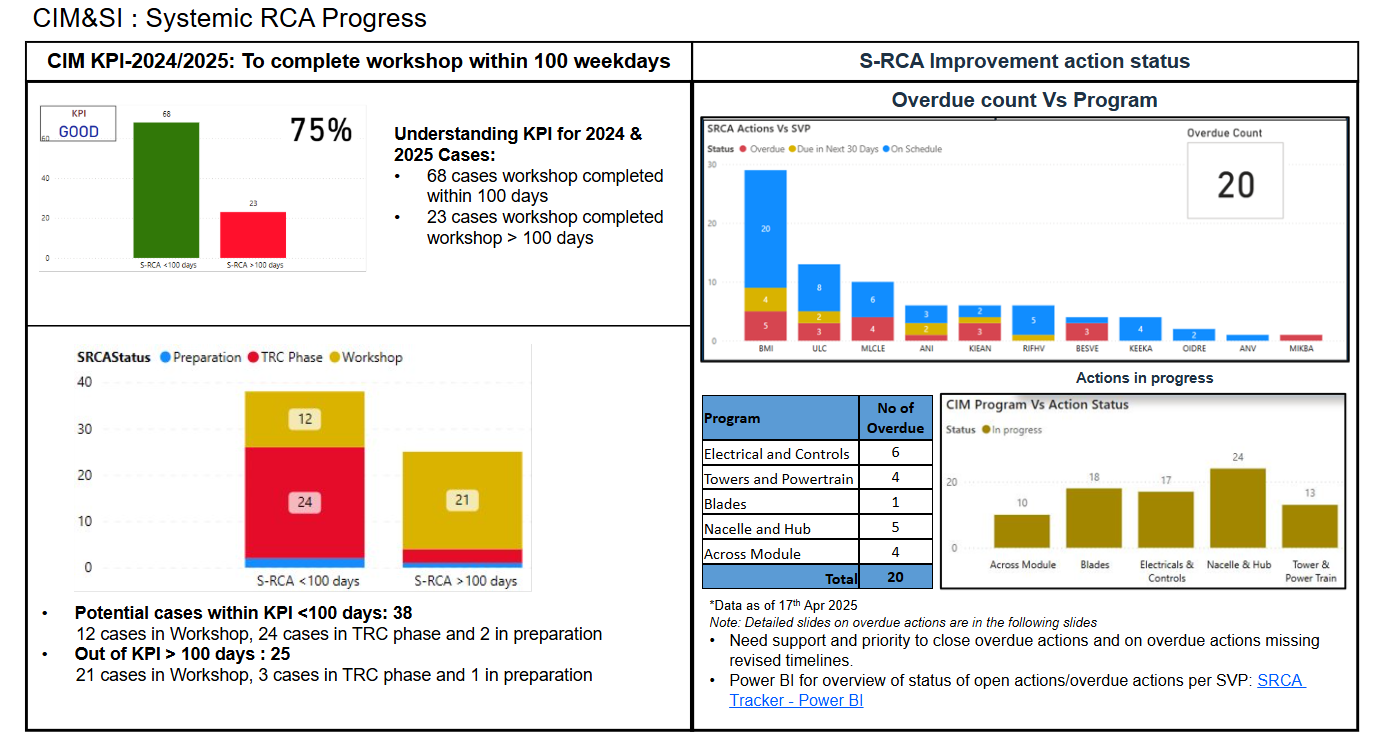 CIM&SI : Systemic RCA Progress
CIM KPI-2024/2025: To complete workshop within 100 weekdays
KPI
GOOD
75%
68
23
60
40
20
0
S-RCA <100 days
S-RCA >100 days
Understanding KPI for 2024 &
2025 Cases:
• 68 cases workshop completed
within 100 days
• 23 cases workshop completed
workshop > 100 days
SRCAStatus Preparation TRC Phase Workshop
40
30
20
10
0
12
24
21
S-RCA <100 days
S-RCA >100 days
• Potential cases within KPI <100 days: 38
12 cases in Workshop, 24 cases in TRC phase and 2 in preparation
• Out of KPI > 100 days : 25
21 cases in Workshop, 3 cases in TRC phase and 1 in preparation
S-RCA Improvement action status
Overdue count Vs Program
SRCA Actions Vs SVP
Status Overdue Due in Next 30 Days On Schedule
Overdue Count
20
30
20
10
0
20
4
5
8
2
3
6
4
3
2
2
3
5
3
4
2
BMI ULC MLCLE ANI KIEAN RIFHV BESVE KEEKA OIDRE ANV MIKBA
Actions in progress
Program No of Overdue
Electrical and Controls 6
Towers and Powertrain 4
Blades 1
Nacelle and Hub 5
Across Module 4
Total 20
CIM Program Vs Action Status
Status In progress
20
0
10
18
17
24
13
Across Module
Blades
Electricals &
Controls
Nacelle & Hub
Tower &
Power Train
*Data as of 17th Apr 2025
Note: Detailed slides on overdue actions are in the following slides
• Need support and priority to close overdue actions and on overdue actions missing
revised timelines.
• Power BI for overview of status of open actions/overdue actions per SVP: SRCA
Tracker - Power BI